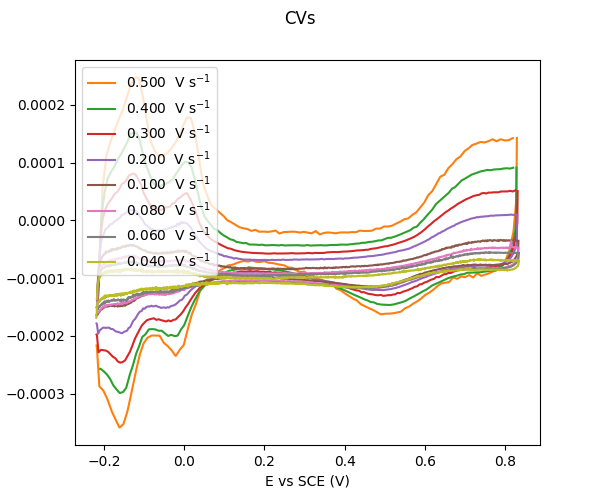 CVs
0.500 V s⁻¹
0.400 V s⁻¹
0.300 V s⁻¹
0.200 V s⁻¹
0.100 V s⁻¹
0.080 V s⁻¹
0.060 V s⁻¹
0.040 V s⁻¹
0.0002
0.0001
0.0000
−0.0001
−0.0002
−0.0003
−0.2 0.0 0.2 0.4 0.6 0.8
E vs SCE (V)